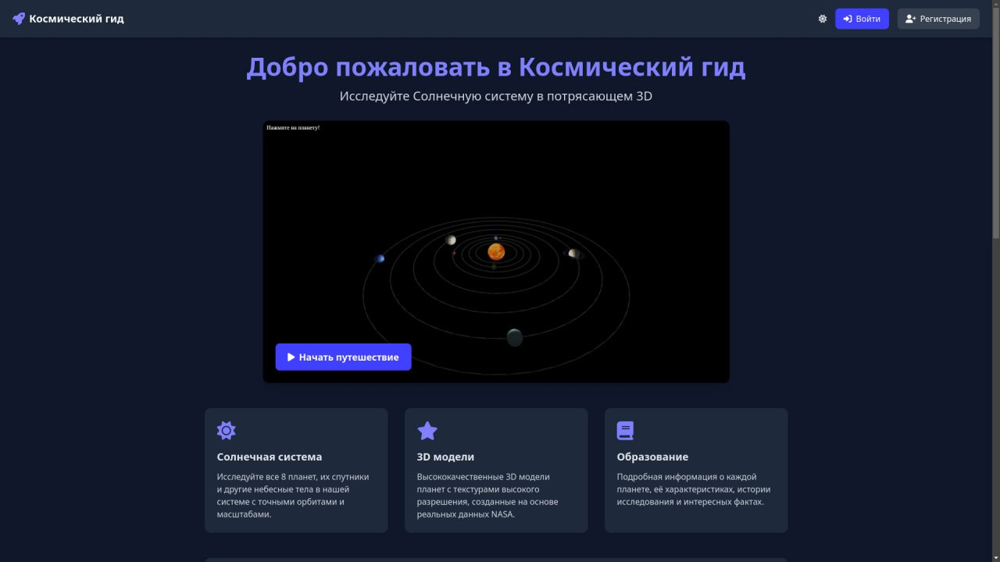 Космический гид
Войти
Регистрация
Добро пожаловать в Космический гид
Исследуйте Солнечную систему в потрясающем 3D
Нажмите на планету!
Начать путешествие
Солнечная система
Исследуйте все 8 планет, их спутники
и другие небесные тела в нашей
системе с точными орбитами и
масштабами.
3D модели
Высококачественные 3D модели
планет с текстурами высокого
разрешения, созданные на основе
реальных данных NASA.
Образование
Подробная информация о каждой
планете, её характеристиках, истории
исследования и интересных фактах.